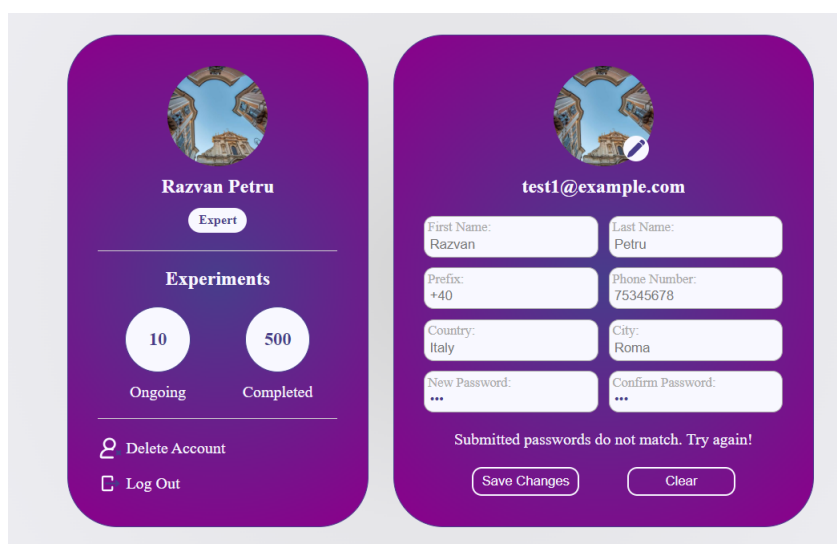 Razvan Petru
Expert
Experiments
10
500
Ongoing
Completed
Delete Account
Log Out
test1@example.com
First Name:
Razvan
Last Name:
Petru
Prefix:
+40
Phone Number:
75345678
Country:
Italy
City:
Roma
New Password:
•••
Confirm Password:
•••
Submitted passwords do not match. Try again!
Save Changes
Clear